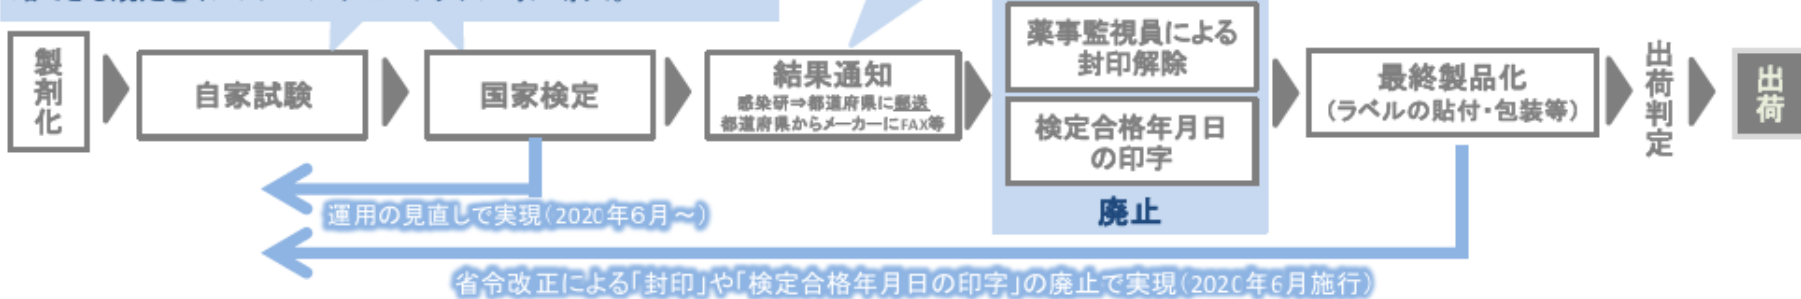 製剤化
自家試験
国家検定
結果通知
感染研⇒都道府県に郵送
都道府県からメーカーにFAX等
薬事監視員による
封印解除
検定合格年月日
の印字
廃止
最終製品化
（ラベルの貼付・包装等）
出荷判定
出荷
運用の見直しで実現（2020年６月～）
省令改正による「封印」や「検定合格年月日の印字」の廃止で実現（2020年6月施行）